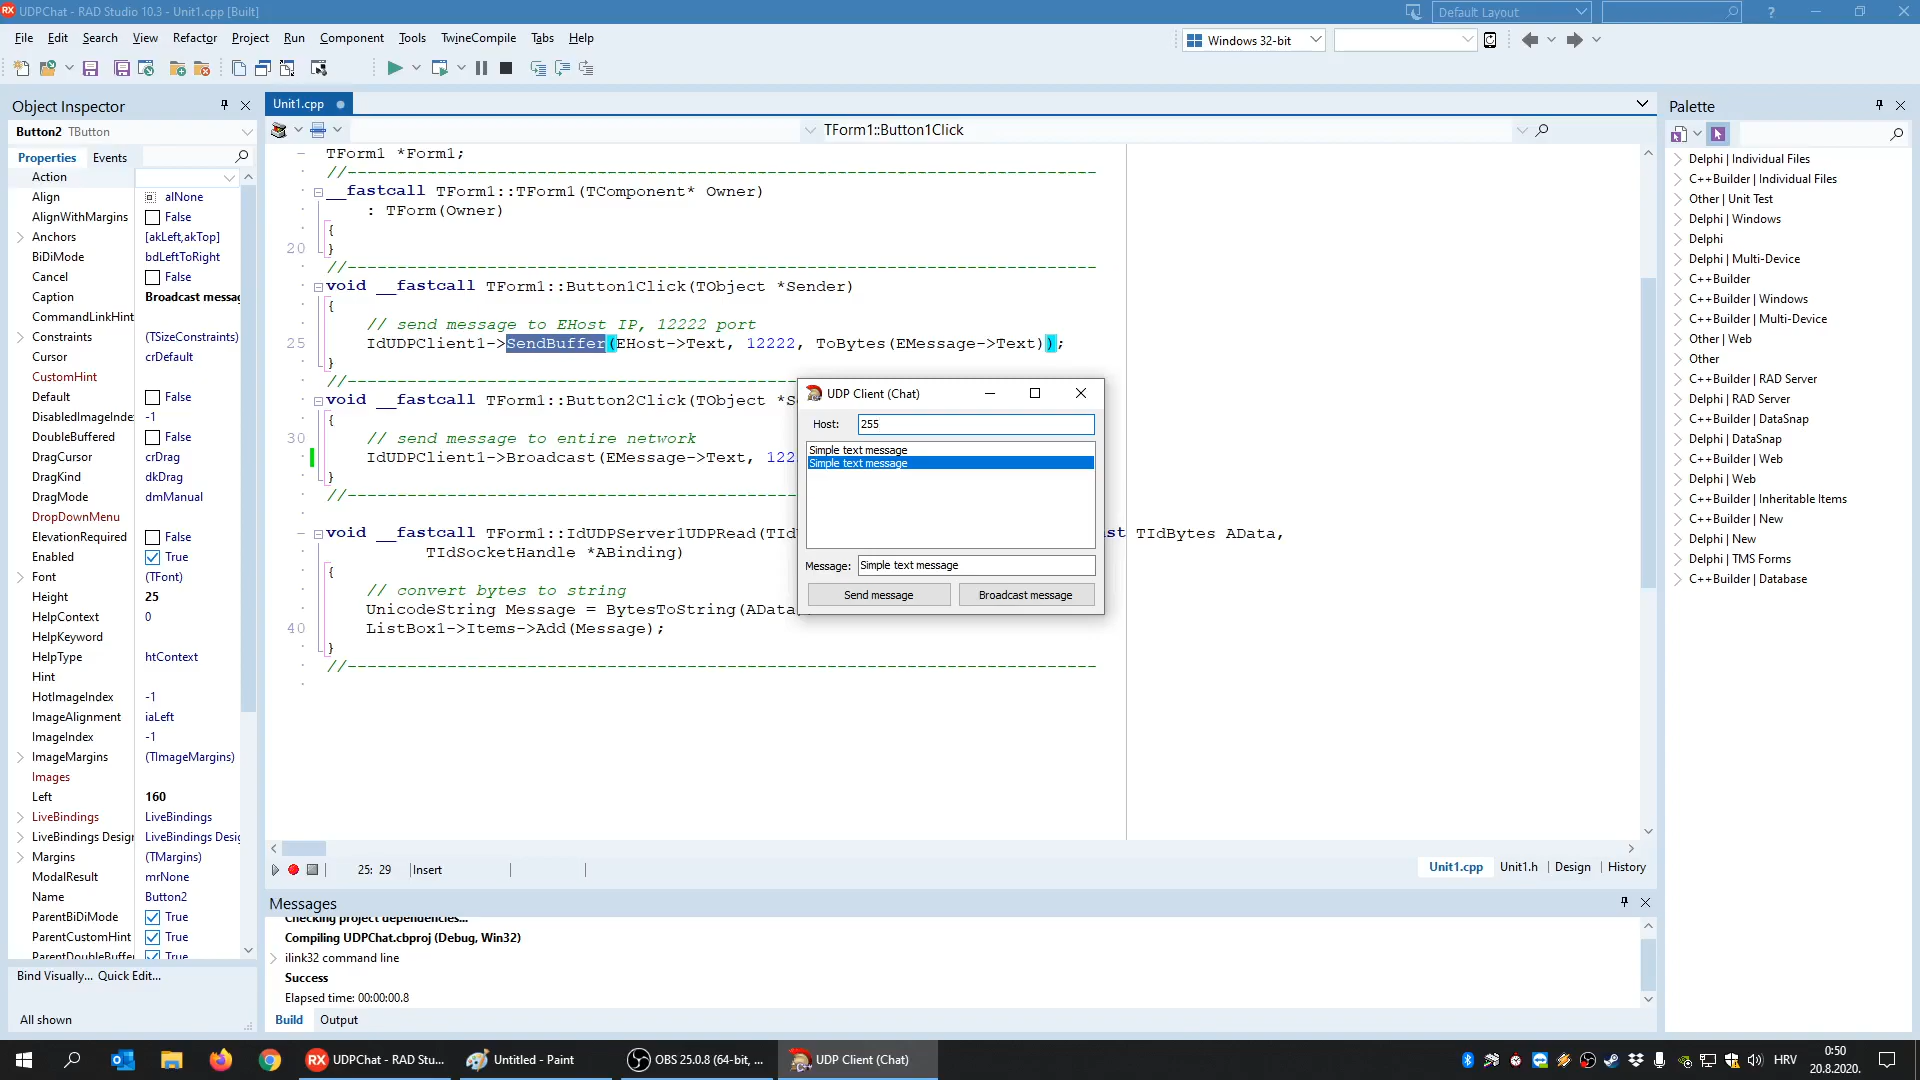 UDPChat - RAD Studio 10.3 - Unit1.cpp [Built]
Default Layout
File Edit Search View Refactor Project Run Component Tools TwineCompile Tabs Help
Windows 32-bit
Object Inspector
Button2 TButton
Properties Events
Action
Align alNone
AlignWithMargins False
Anchors [akLeft,akTop]
BiDiMode bdLeftToRight
Cancel False
Caption Broadcast messag
CommandLinkHint
Constraints (TSizeConstraints)
Cursor crDefault
CustomHint
Default False
DisabledImageInde -1
DoubleBuffered False
DragCursor crDrag
DragKind dkDrag
DragMode dmManual
DropDownMenu
ElevationRequired False
Enabled True
Font (TFont)
Height 25
HelpContext 0
HelpKeyword
HelpType htContext
Hint
HotImageIndex -1
ImageAlignment iaLeft
ImageIndex -1
ImageMargins (TImageMargins)
Images
Left 160
LiveBindings LiveBindings
LiveBindings Design LiveBindings Desig
Margins (TMargins)
ModalResult mrNone
Name Button2
ParentBiDiMode True
ParentCustomHint True
ParentDoubleBuffer True
Bind Visually... Quick Edit...
All shown
Unit1.cpp
TForm1::Button1Click
TForm1 *Form1;
//---------------------------------------------------------------------------
__fastcall TForm1::TForm1(TComponent* Owner)
: TForm(Owner)
{
20 }
//---------------------------------------------------------------------------
void __fastcall TForm1::Button1Click(TObject *Sender)
{
// send message to EHost IP, 12222 port
25 IdUDPClient1->SendBuffer(EHost->Text, 12222, ToBytes(EMessage->Text));
}
//---------------------------------------------------------------------------
void __fastcall TForm1::Button2Click(TObject *S
{
30 // send message to entire network
IdUDPClient1->Broadcast(EMessage->Text, 122
}
//-----------------------------------------------
void __fastcall TForm1::IdUDPServer1UDPRead(TId st TIdBytes AData,
TIdSocketHandle *ABinding)
{
// convert bytes to string
UnicodeString Message = BytesToString(AData
40 ListBox1->Items->Add(Message);
}
//---------------------------------------------------------------------------
UDP Client (Chat)
Host: 255
Simple text message
Simple text message
Message: Simple text message
Send message Broadcast message
25: 29 Insert
Unit1.cpp Unit1.h Design History
Messages
Checking project dependencies...
Compiling UDPChat.cbproj (Debug, Win32)
ilink32 command line
Success
Elapsed time: 00:00:00.8
Build Output
Palette
Delphi | Individual Files
C++Builder | Individual Files
Other | Unit Test
Delphi | Windows
Delphi
Delphi | Multi-Device
C++Builder
C++Builder | Windows
C++Builder | Multi-Device
Other | Web
Other
C++Builder | RAD Server
Delphi | RAD Server
C++Builder | DataSnap
Delphi | DataSnap
C++Builder | Web
Delphi | Web
C++Builder | Inheritable Items
C++Builder | New
Delphi | New
Delphi | TMS Forms
C++Builder | Database
UDPChat - RAD Stu...
Untitled - Paint
OBS 25.0.8 (64-bit, ...
UDP Client (Chat)
HRV
0:50
20.8.2020.